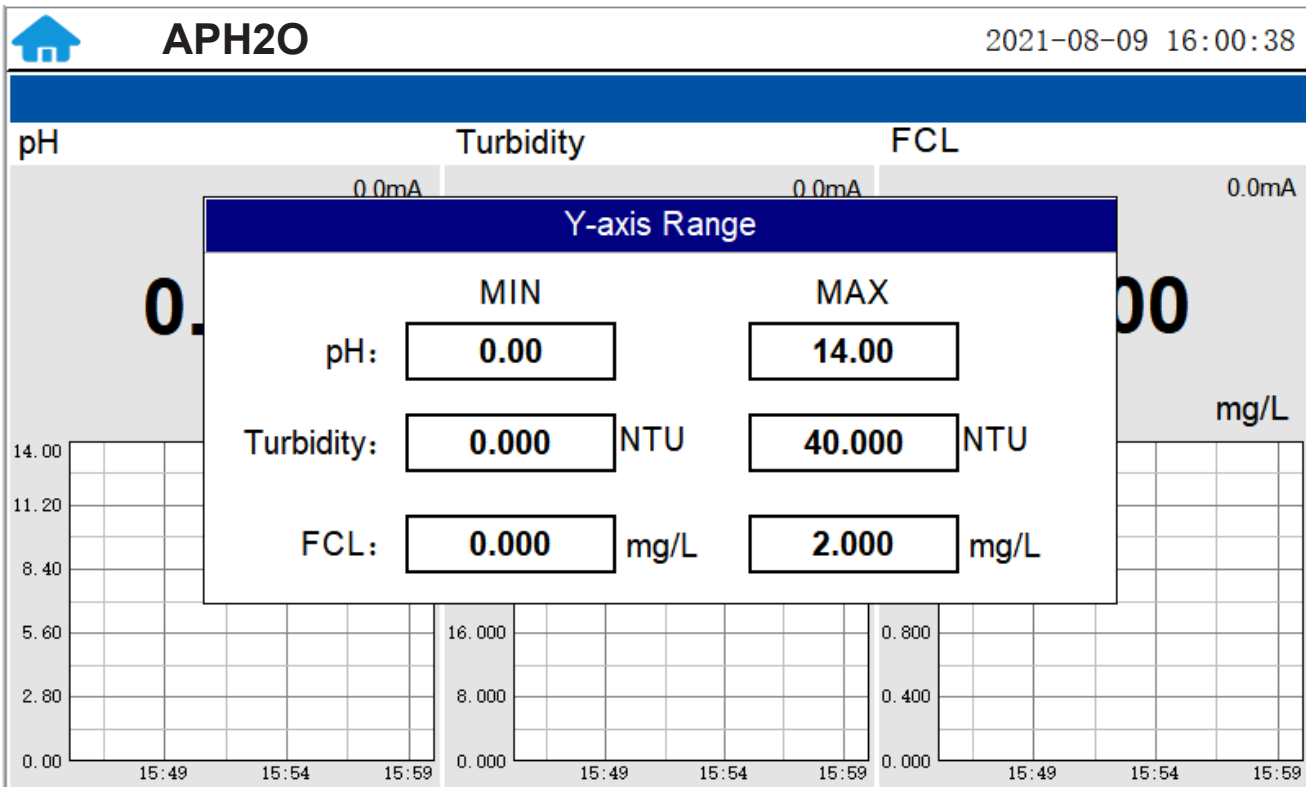 APH2O 2021-08-09 16:00:38
pH Turbidity FCL
0.0mA 0.0mA 0.0mA
Y-axis Range
MIN MAX
0. 00
pH: 0.00 14.00
mg/L
Turbidity: 0.000 NTU 40.000 NTU
FCL: 0.000 mg/L 2.000 mg/L
14.00
11.20
8.40
5.60 16.000 0.800
2.80 8.000 0.400
0.00 0.000 0.000
15:49 15:54 15:59 15:49 15:54 15:59 15:49 15:54 15:59